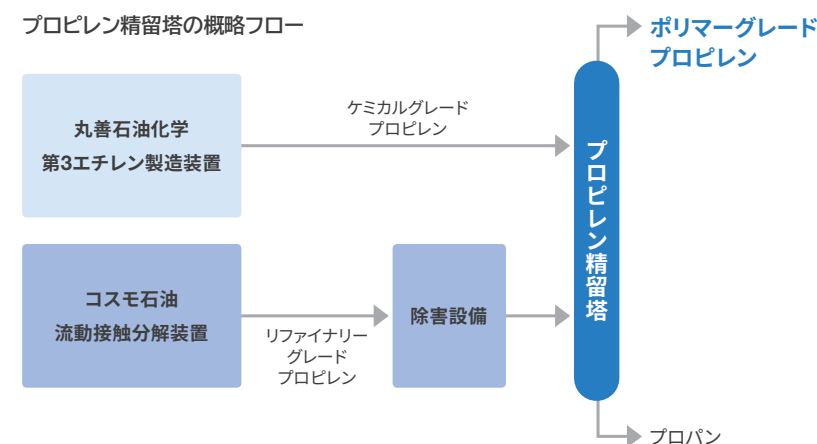 プロピレン精留塔の概略フロー
ポリマーグレード
プロピレン
丸善石油化学
第3エチレン製造装置
ケミカルグレード
プロピレン
プロピレン精留塔
コスモ石油
流動接触分解装置
リファイナリー
グレード
プロピレン
除害設備
プロパン